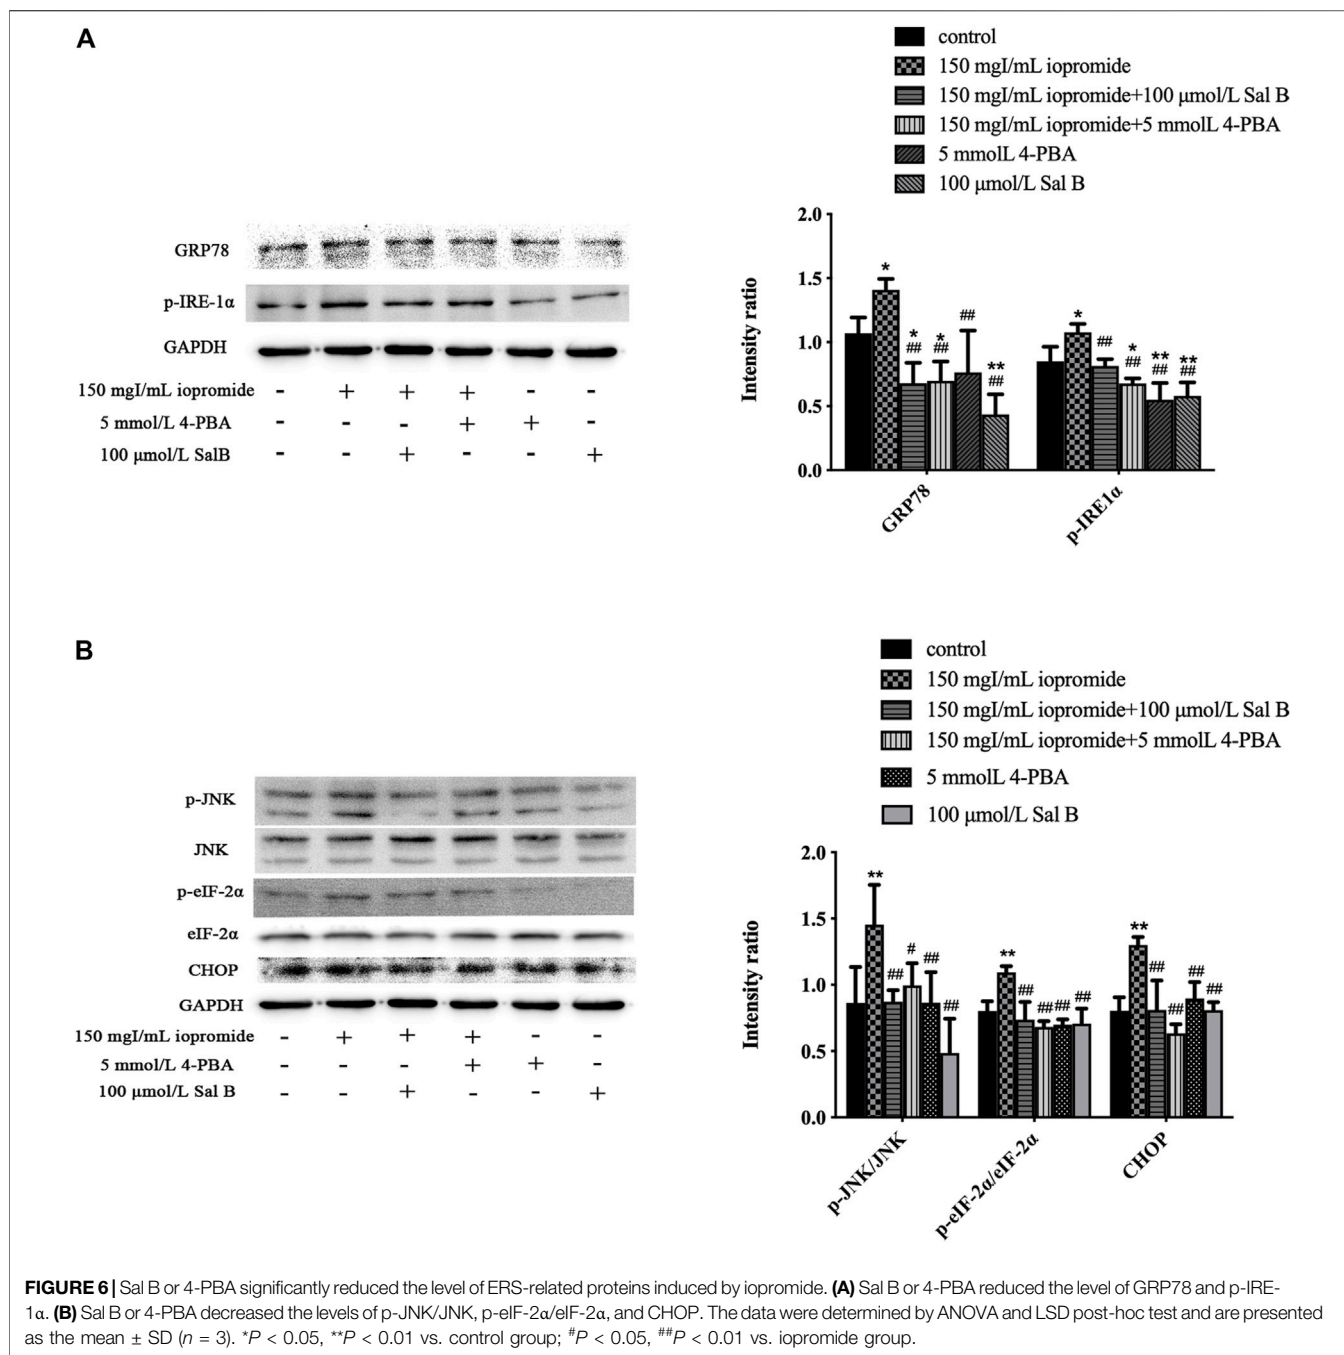 A
control
150 mgI/mL iopromide
150 mgI/mL iopromide+100 μmol/L Sal B
150 mgI/mL iopromide+5 mmolL 4-PBA
5 mmolL 4-PBA
100 μmol/L Sal B
GRP78
p-IRE-1α
GAPDH
150 mgI/mL iopromide - + + + - -
5 mmol/L 4-PBA - - - + + -
100 μmol/L SalB - - + - - +
Intensity ratio
2.0
1.5
1.0
0.5
0.0
* * ## * ## ## ** ##
* ## * ## ** ## ** ##
GRP78
p-IRE1α
B
control
150 mgI/mL iopromide
150 mgI/mL iopromide+100 μmol/L Sal B
150 mgI/mL iopromide+5 mmolL 4-PBA
5 mmolL 4-PBA
100 μmol/L Sal B
p-JNK
JNK
p-eIF-2α
eIF-2α
CHOP
GAPDH
150 mgI/mL iopromide - + + + - -
5 mmol/L 4-PBA - - - + + -
100 μmol/L Sal B - - + - - +
Intensity ratio
2.0
1.5
1.0
0.5
0.0
** ## # ## ##
** ## ## ## ##
** ## ## ## ##
p-JNK/JNK
p-eIF-2α/eIF-2α
CHOP
FIGURE 6 | Sal B or 4-PBA significantly reduced the level of ERS-related proteins induced by iopromide. (A) Sal B or 4-PBA reduced the level of GRP78 and p-IRE-
1α. (B) Sal B or 4-PBA decreased the levels of p-JNK/JNK, p-eIF-2α/eIF-2α, and CHOP. The data were determined by ANOVA and LSD post-hoc test and are presented
as the mean ± SD (n = 3). *P < 0.05, **P < 0.01 vs. control group; #P < 0.05, ##P < 0.01 vs. iopromide group.